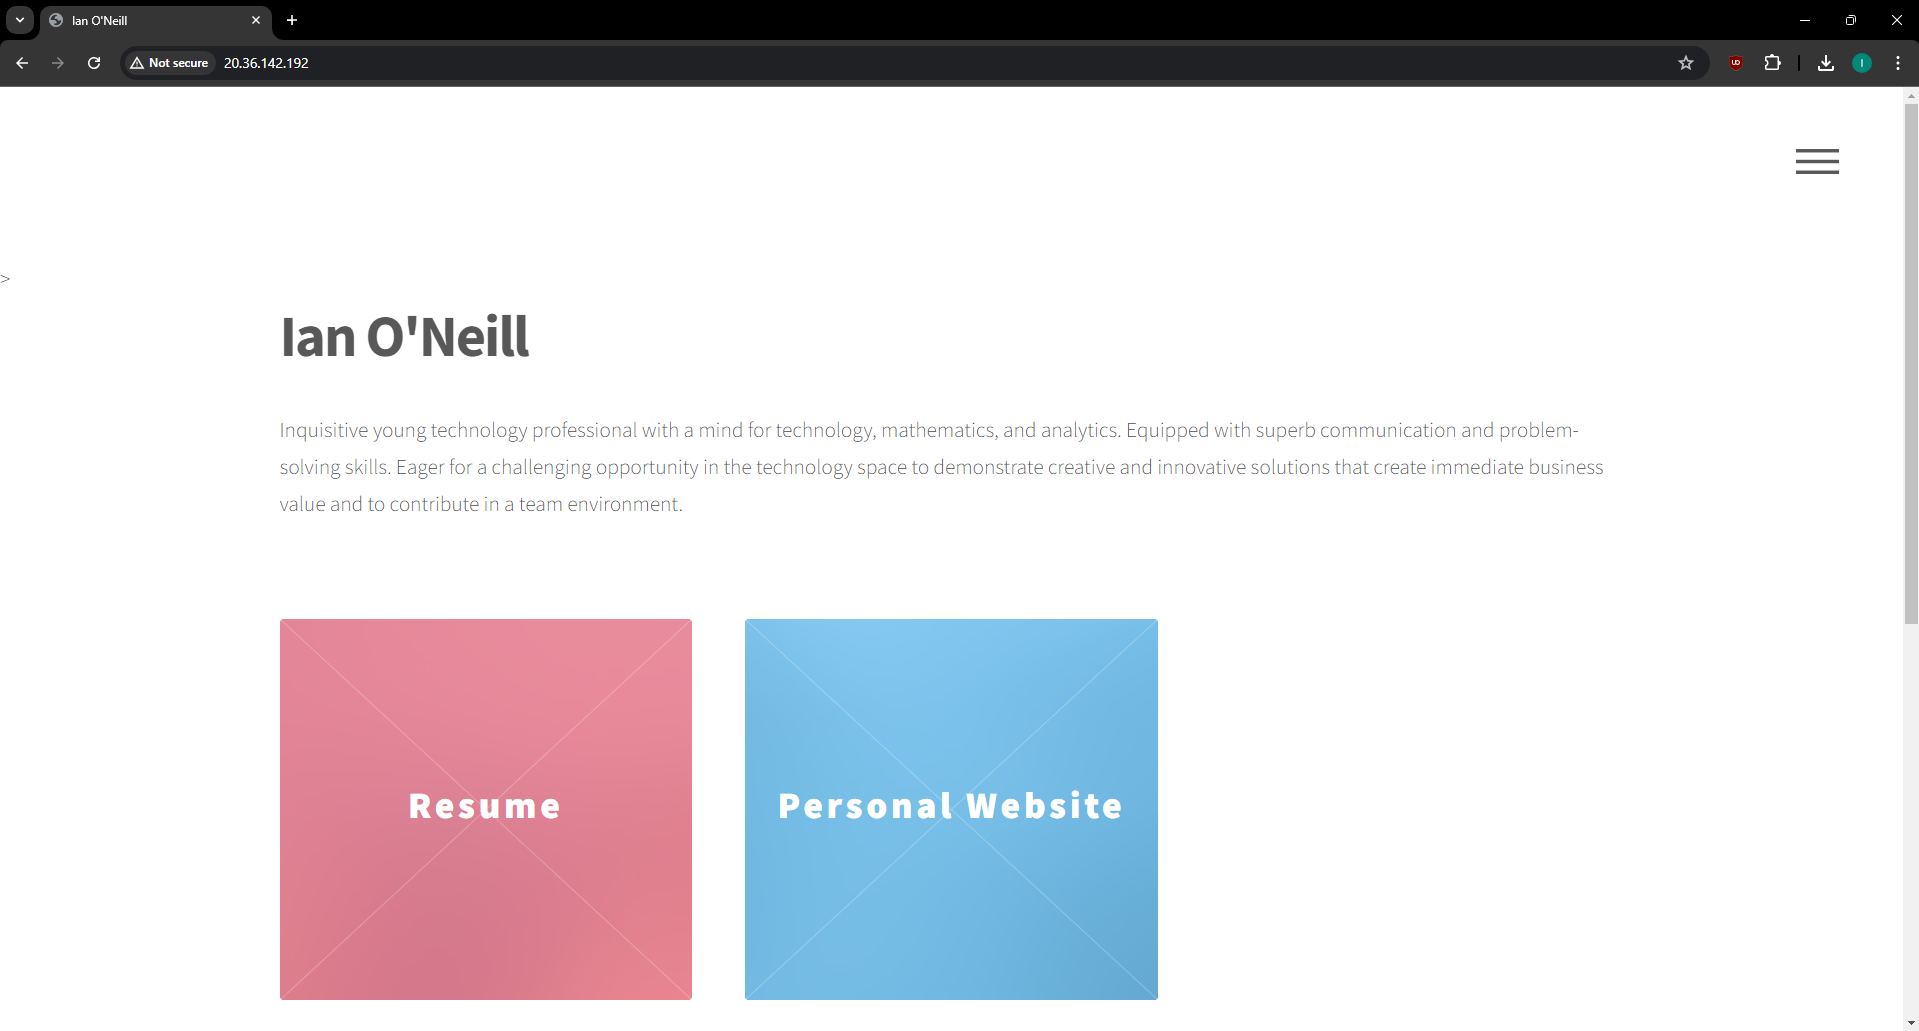 Ian O'Neill
Not secure
20.36.142.192
UO
I
>
Ian O'Neill
Inquisitive young technology professional with a mind for technology, mathematics, and analytics. Equipped with superb communication and problem-
solving skills. Eager for a challenging opportunity in the technology space to demonstrate creative and innovative solutions that create immediate business
value and to contribute in a team environment.
Resume
Personal Website